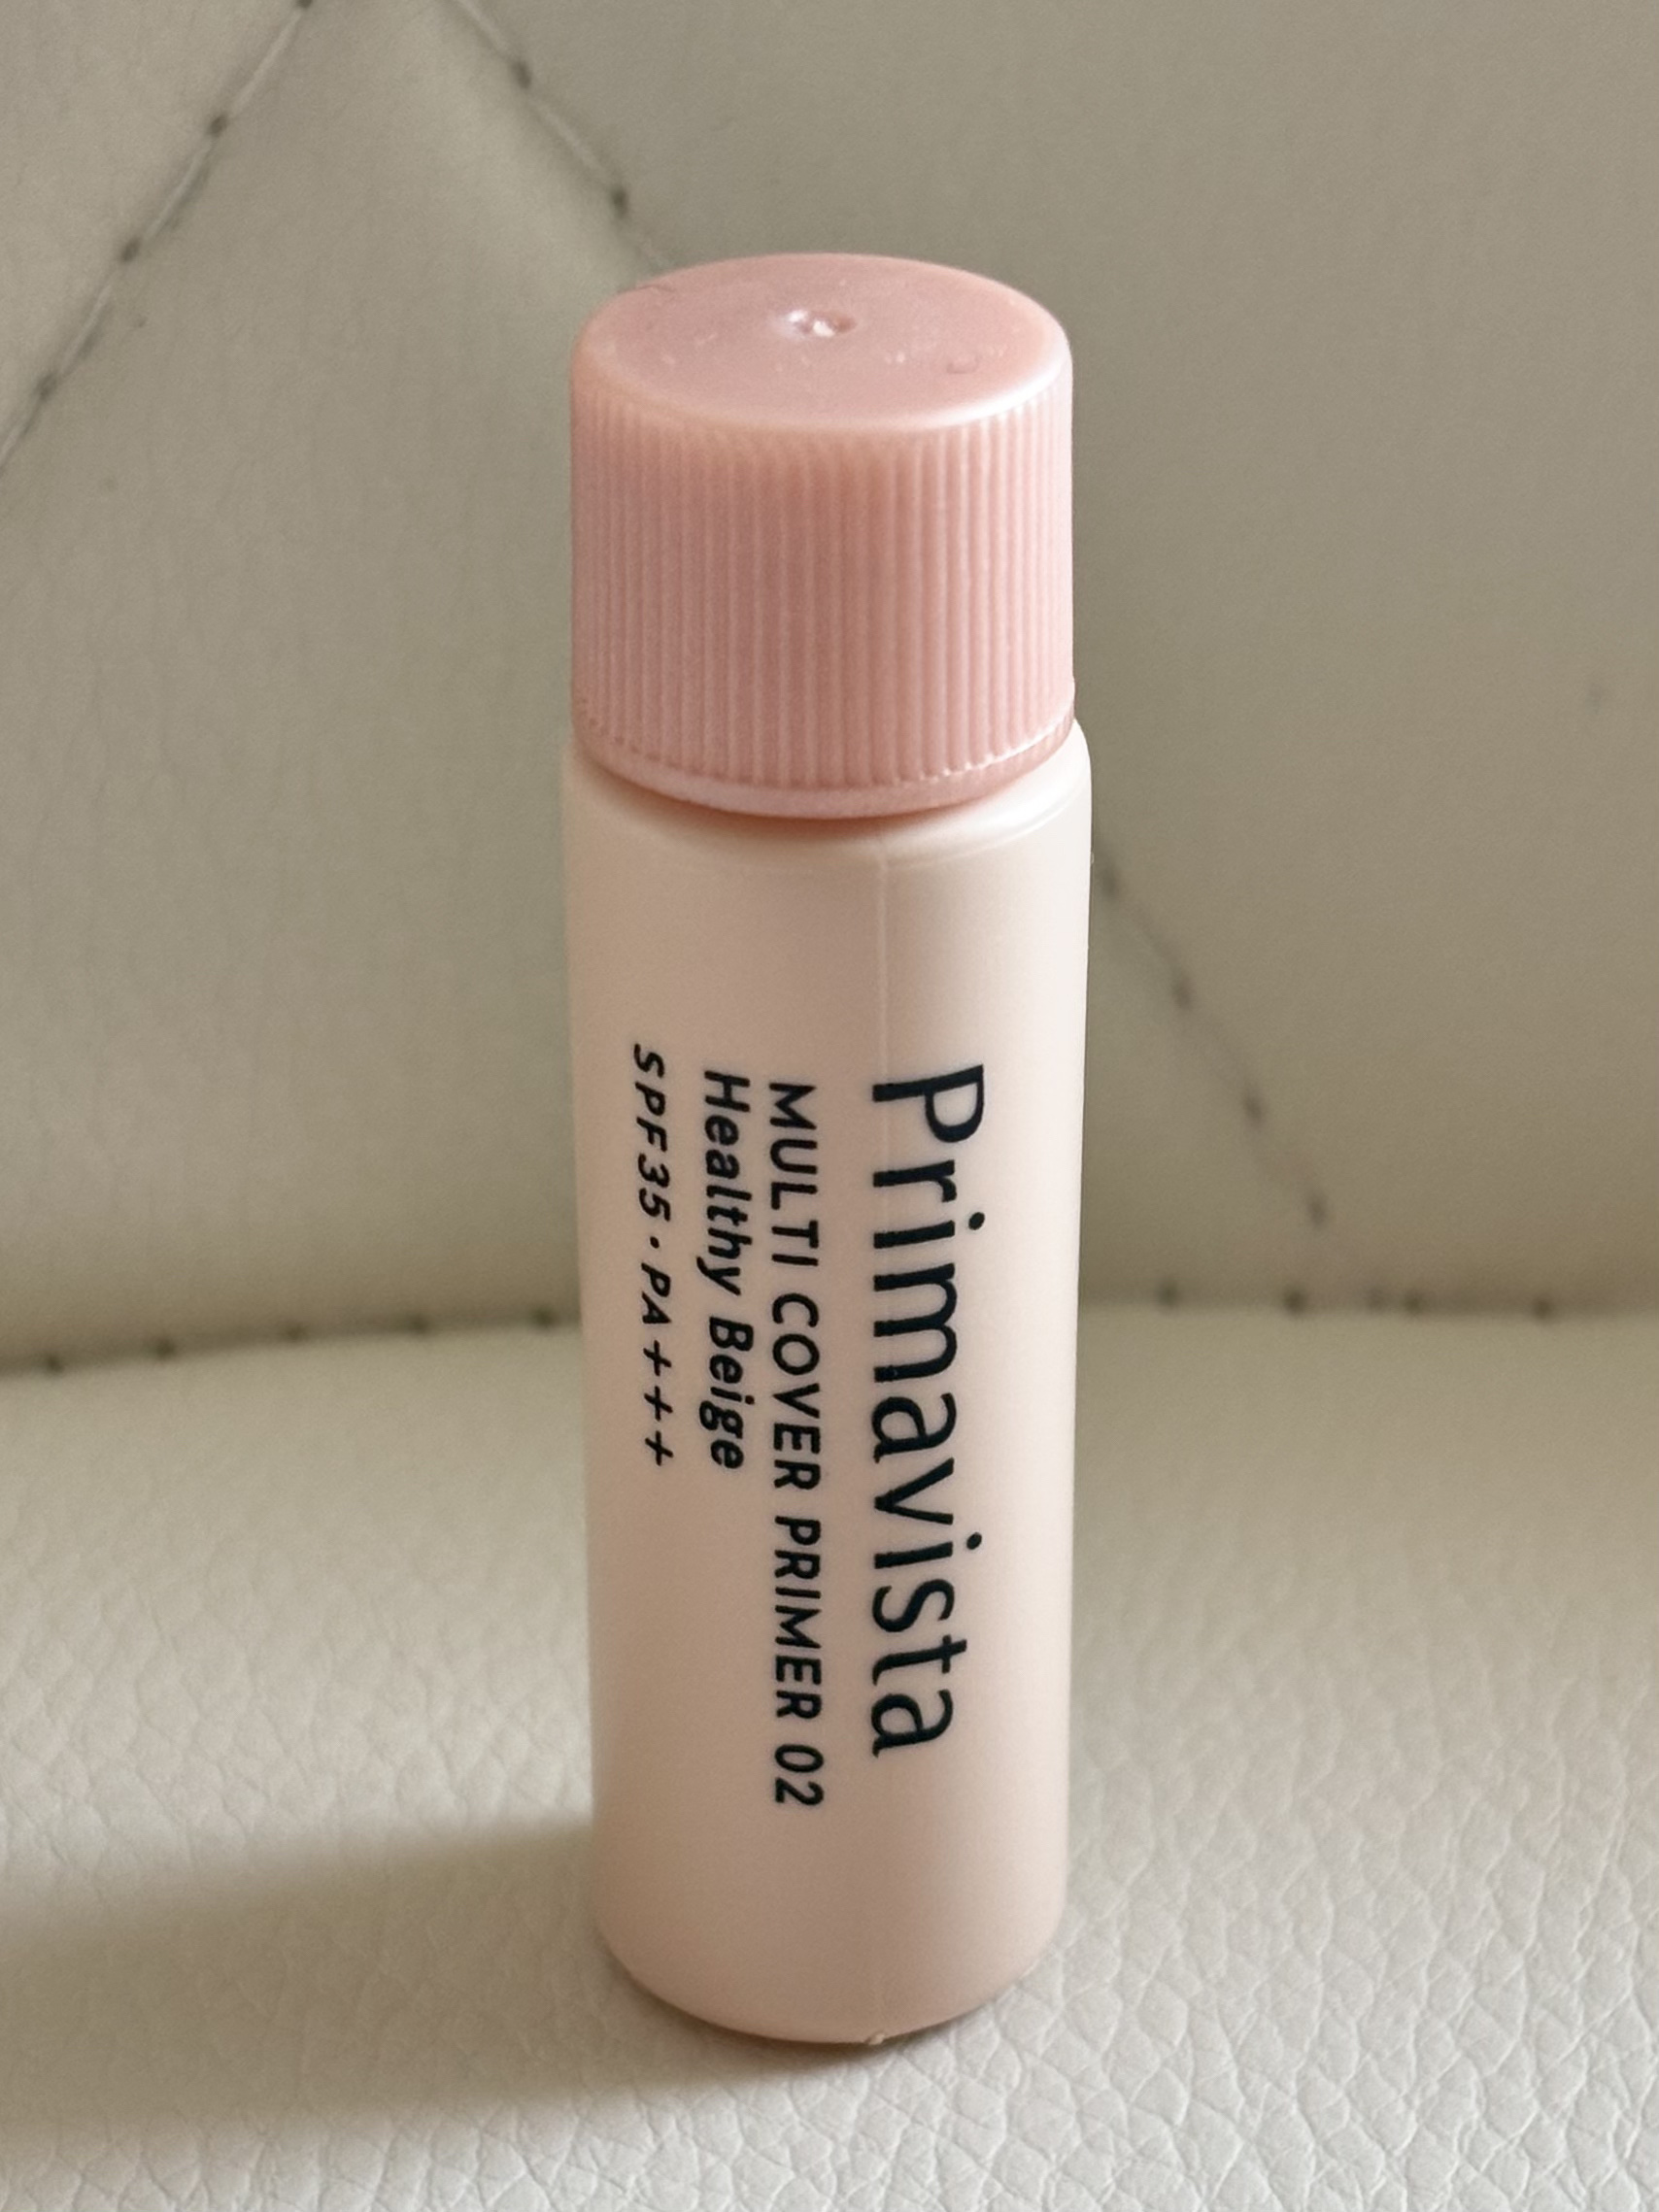 Primavista
MULTI COVER PRIMER 02
Healthy Beige
SPF35・PA+++